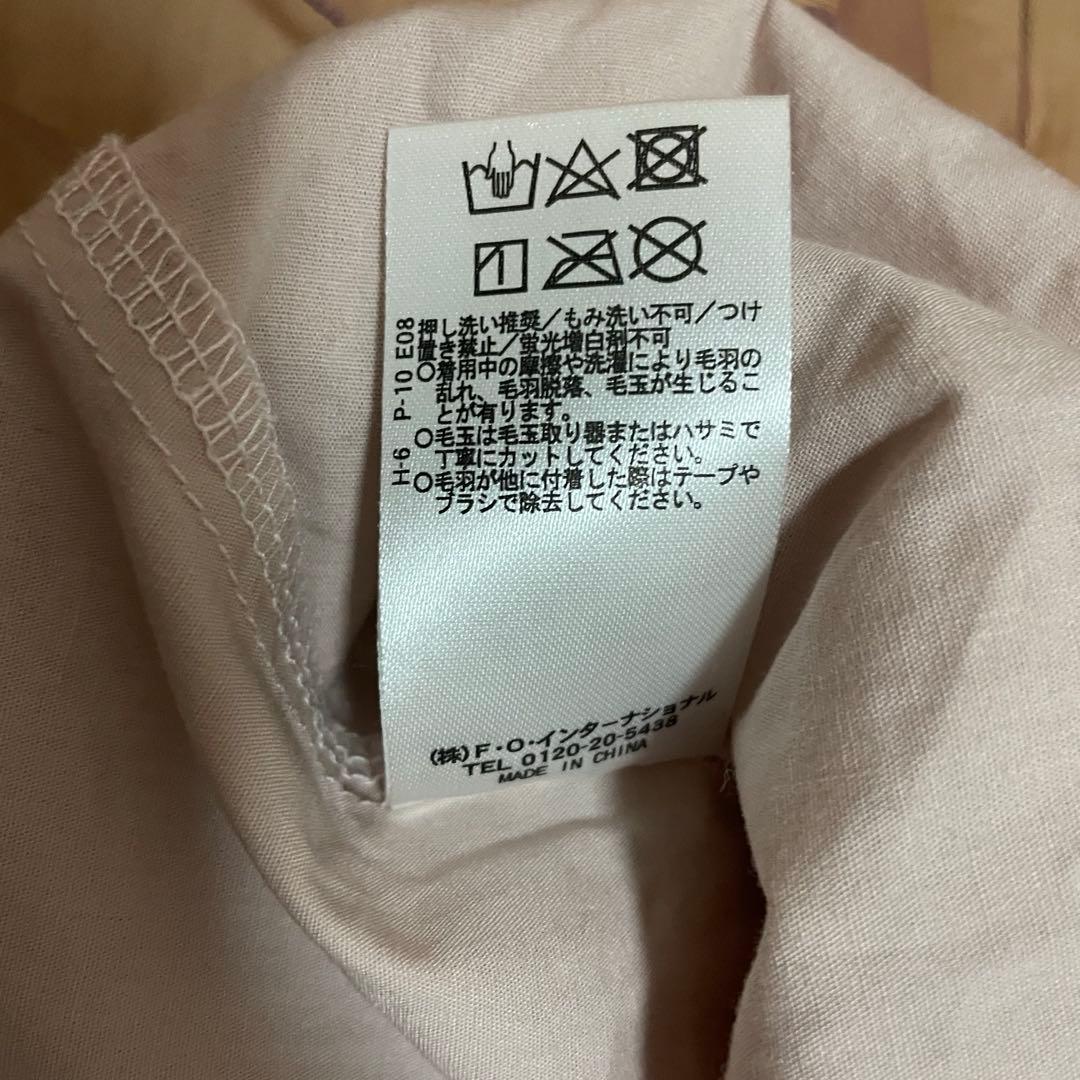 押し洗い推奨/もみ洗い不可/つけ
置き禁止/蛍光増白剤不可
○着用中の摩擦や洗濯により毛羽の
乱れ、毛羽脱落、毛玉が生じるこ
とが有ります。
○毛玉は毛玉取り器またはハサミで
丁寧にカットしてください。
○毛羽が他に付着した際はテープや
ブラシで除去してください。
H-6 P-10 E08
(株)F・O・インターナショナル
TEL 0120-20-5438
MADE IN CHINA